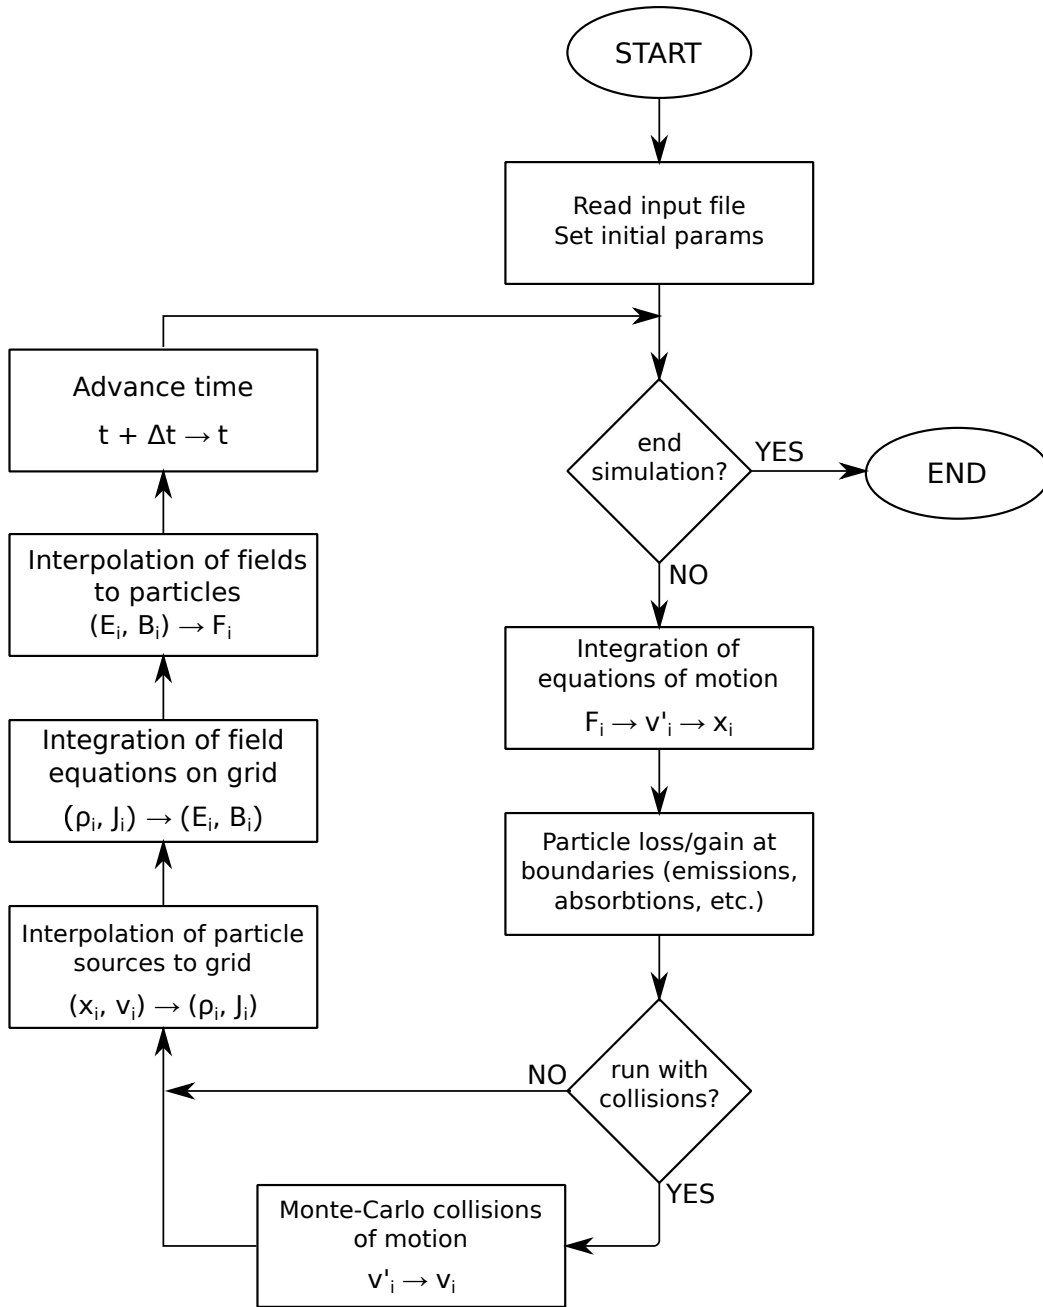 START
Read input file
Set initial params
end
simulation?
YES
END
NO
Integration of
equations of motion
Fᵢ → v'ᵢ → xᵢ
Particle loss/gain at
boundaries (emissions,
absorbtions, etc.)
run with
collisions?
NO
YES
Monte-Carlo collisions
of motion
v'ᵢ → vᵢ
Interpolation of particle
sources to grid
(xᵢ, vᵢ) → (ρᵢ, Jᵢ)
Integration of field
equations on grid
(ρᵢ, Jᵢ) → (Eᵢ, Bᵢ)
Interpolation of fields
to particles
(Eᵢ, Bᵢ) → Fᵢ
Advance time
t + Δt → t